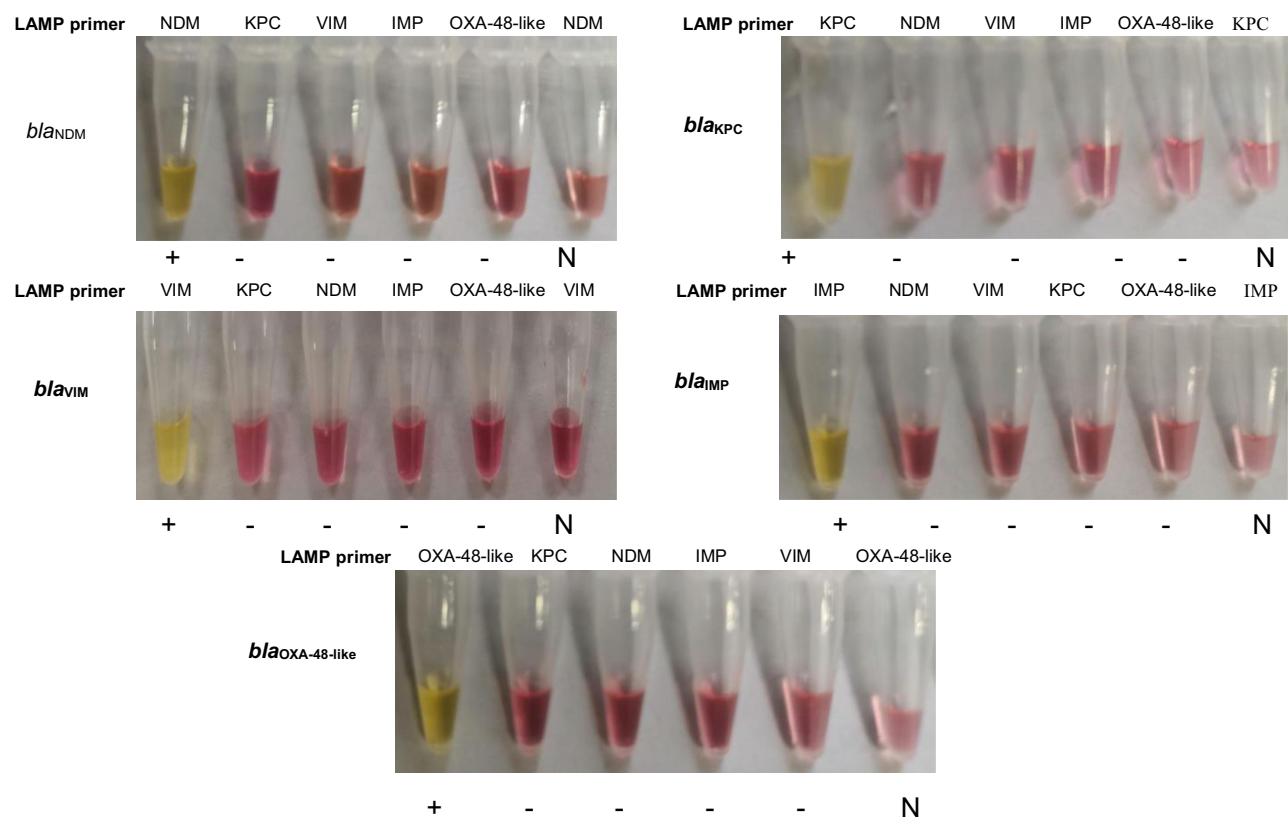 LAMP primer NDM KPC VIM IMP OXA-48-like NDM
blaNDM
+ - - - - N
LAMP primer KPC NDM VIM IMP OXA-48-like KPC
blaKPC
+ - - - - N
LAMP primer VIM KPC NDM IMP OXA-48-like VIM
blaVIM
+ - - - - N
LAMP primer IMP NDM VIM KPC OXA-48-like IMP
blaIMP
+ - - - - N
LAMP primer OXA-48-like KPC NDM IMP VIM OXA-48-like
blaOXA-48-like
+ - - - - N